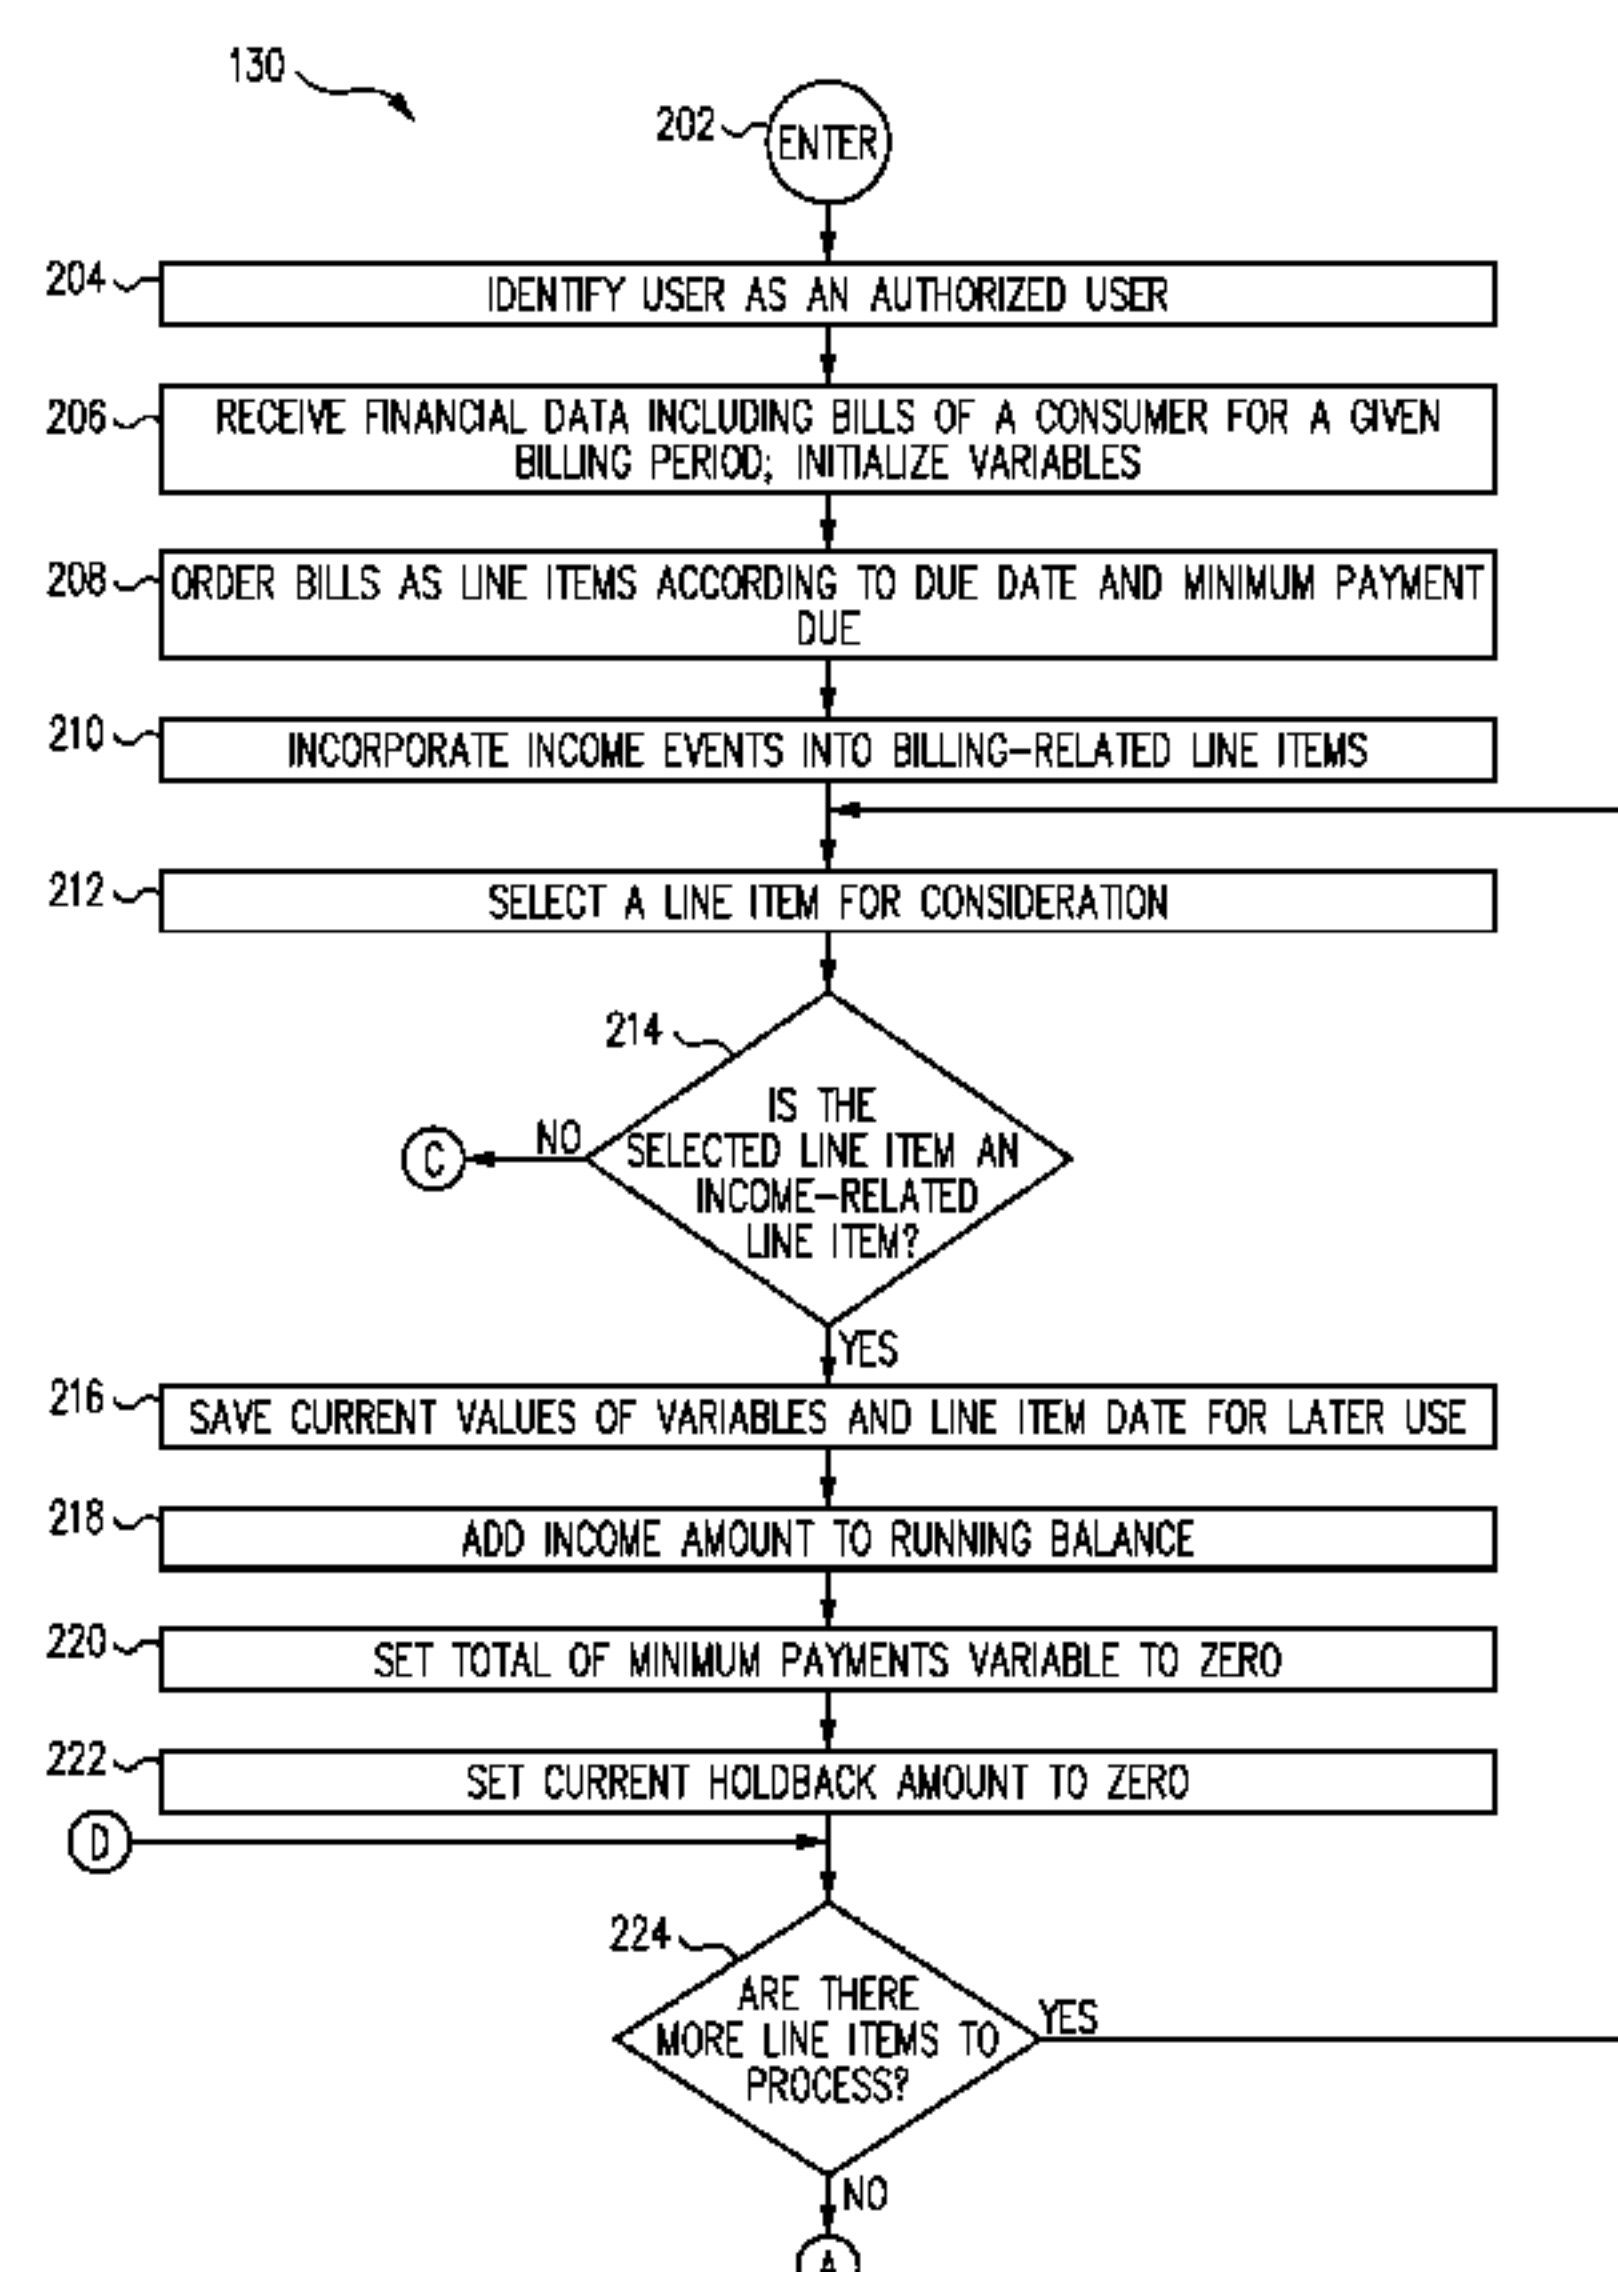 130
202
ENTER
204
IDENTIFY USER AS AN AUTHORIZED USER
206
RECEIVE FINANCIAL DATA INCLUDING BILLS OF A CONSUMER FOR A GIVEN
BILLING PERIOD; INITIALIZE VARIABLES
208
ORDER BILLS AS LINE ITEMS ACCORDING TO DUE DATE AND MINIMUM PAYMENT
DUE
210
INCORPORATE INCOME EVENTS INTO BILLING-RELATED LINE ITEMS
212
SELECT A LINE ITEM FOR CONSIDERATION
214
IS THE
SELECTED LINE ITEM AN
INCOME-RELATED
LINE ITEM?
NO
C
YES
216
SAVE CURRENT VALUES OF VARIABLES AND LINE ITEM DATE FOR LATER USE
218
ADD INCOME AMOUNT TO RUNNING BALANCE
220
SET TOTAL OF MINIMUM PAYMENTS VARIABLE TO ZERO
222
SET CURRENT HOLDBACK AMOUNT TO ZERO
D
224
ARE THERE
MORE LINE ITEMS TO
PROCESS?
YES
NO
A